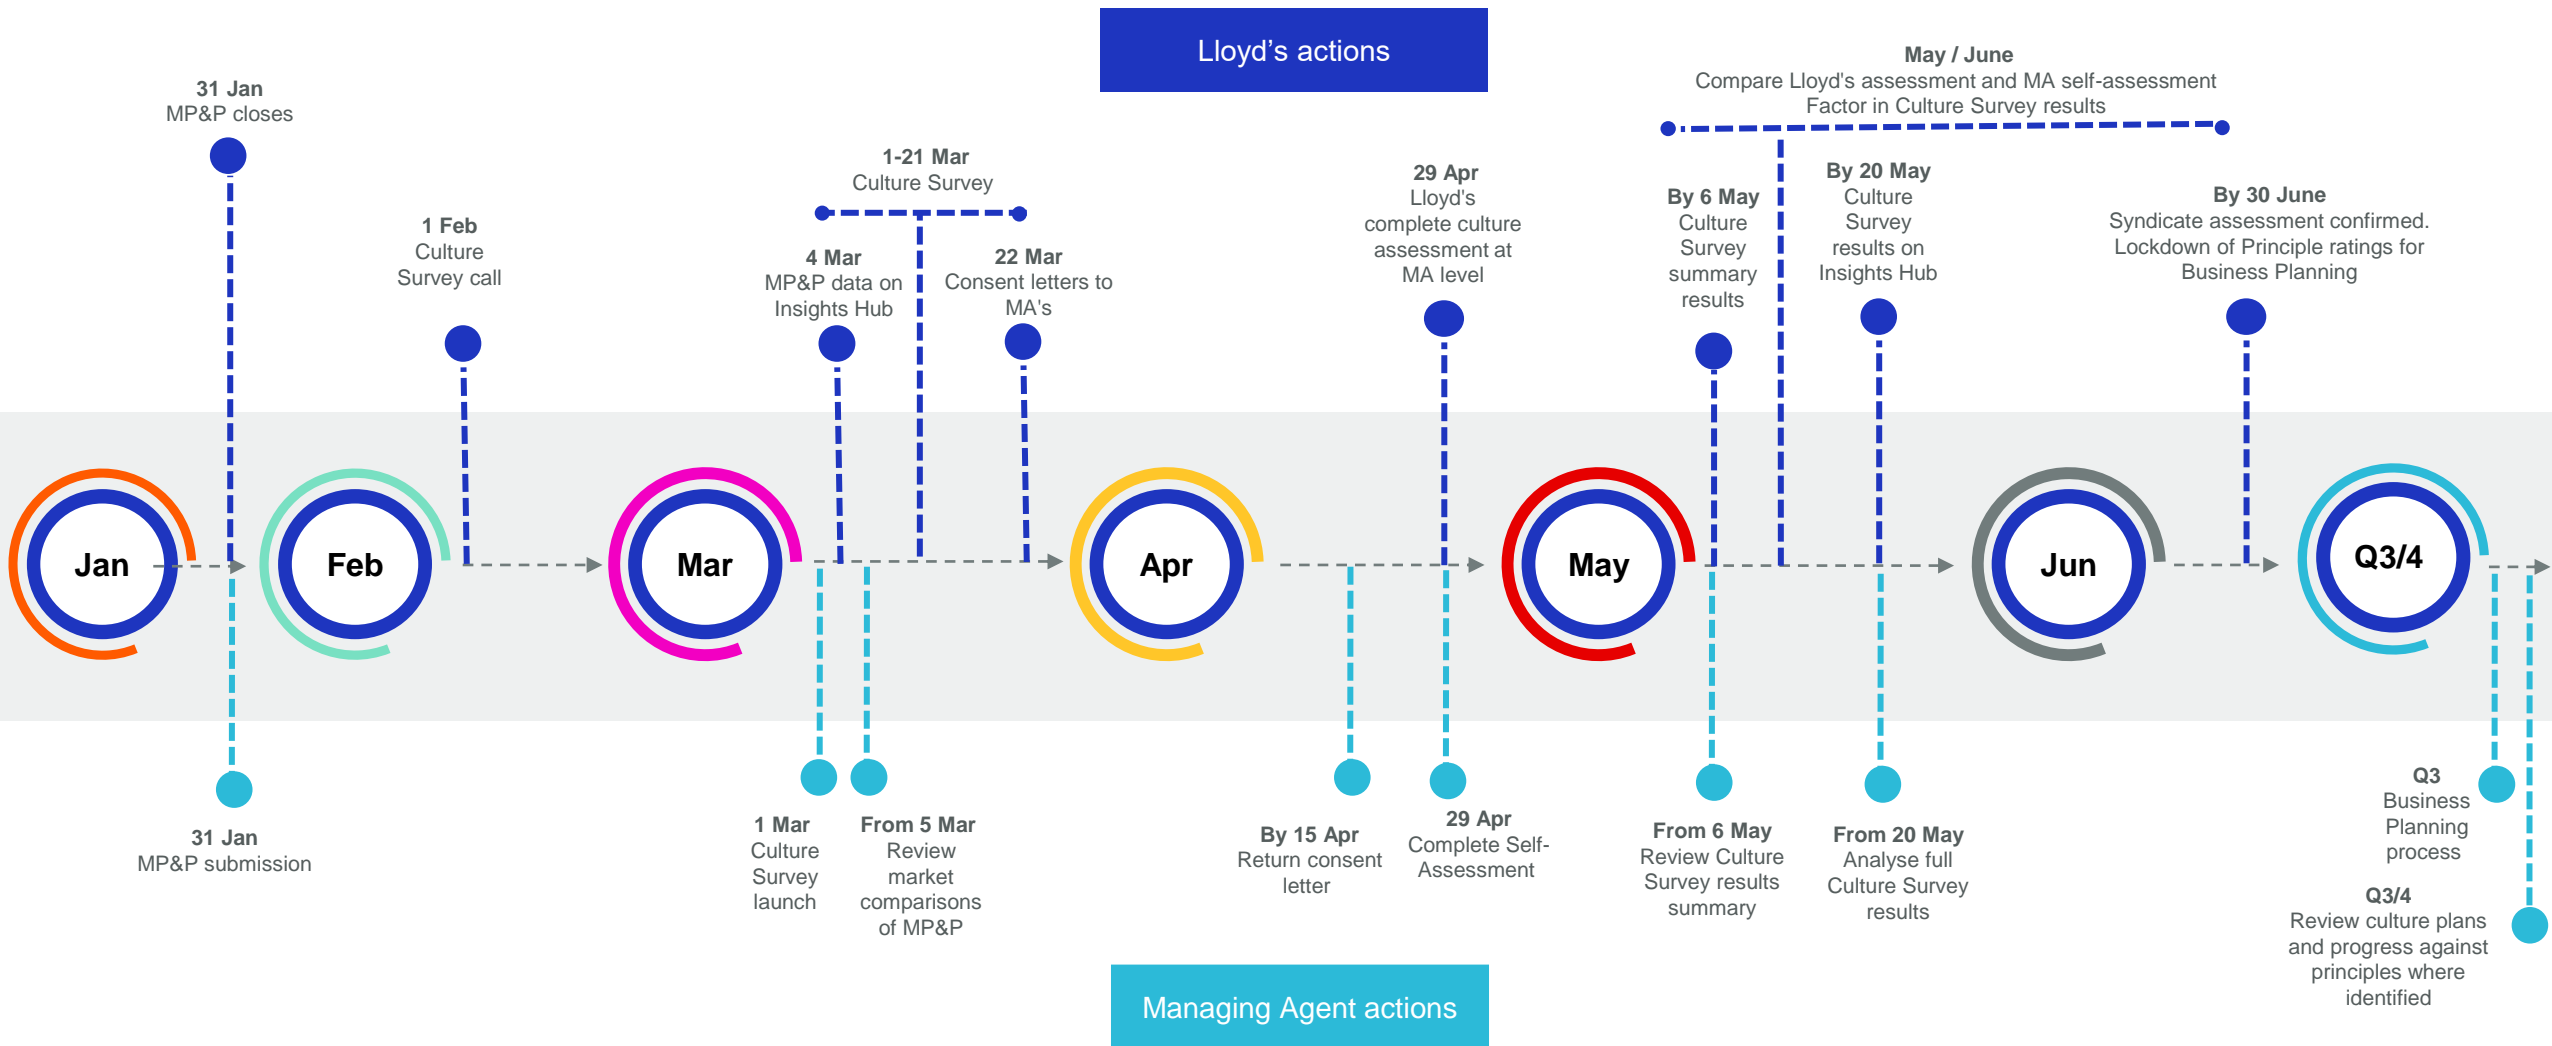 Lloyd's actions
31 Jan
MP&P closes
1 Feb
Culture
Survey call
1-21 Mar
Culture Survey
4 Mar
MP&P data on
Insights Hub
22 Mar
Consent letters to
MA's
29 Apr
Lloyd's
complete culture
assessment at
MA level
May / June
Compare Lloyd's assessment and MA self-assessment
Factor in Culture Survey results
By 6 May
Culture
Survey
summary
results
By 20 May
Culture
Survey
results on
Insights Hub
By 30 June
Syndicate assessment confirmed.
Lockdown of Principle ratings for
Business Planning
Jan
Feb
Mar
Apr
May
Jun
Q3/4
31 Jan
MP&P submission
1 Mar
Culture
Survey
launch
From 5 Mar
Review
market
comparisons
of MP&P
By 15 Apr
Return consent
letter
29 Apr
Complete Self-
Assessment
From 6 May
Review Culture
Survey results
summary
From 20 May
Analyse full
Culture Survey
results
Q3
Business
Planning
process
Q3/4
Review culture plans
and progress against
principles where
identified
Managing Agent actions